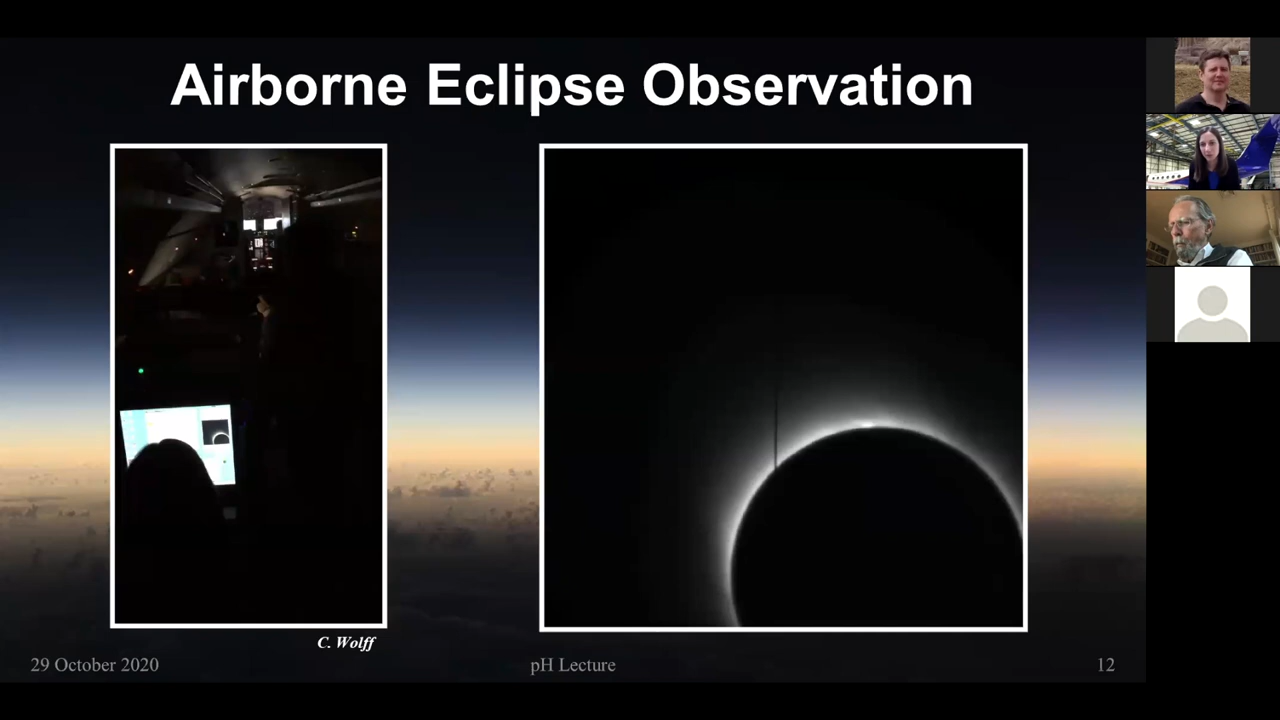 Airborne Eclipse Observation
C. Wolff
29 October 2020
pH Lecture
12